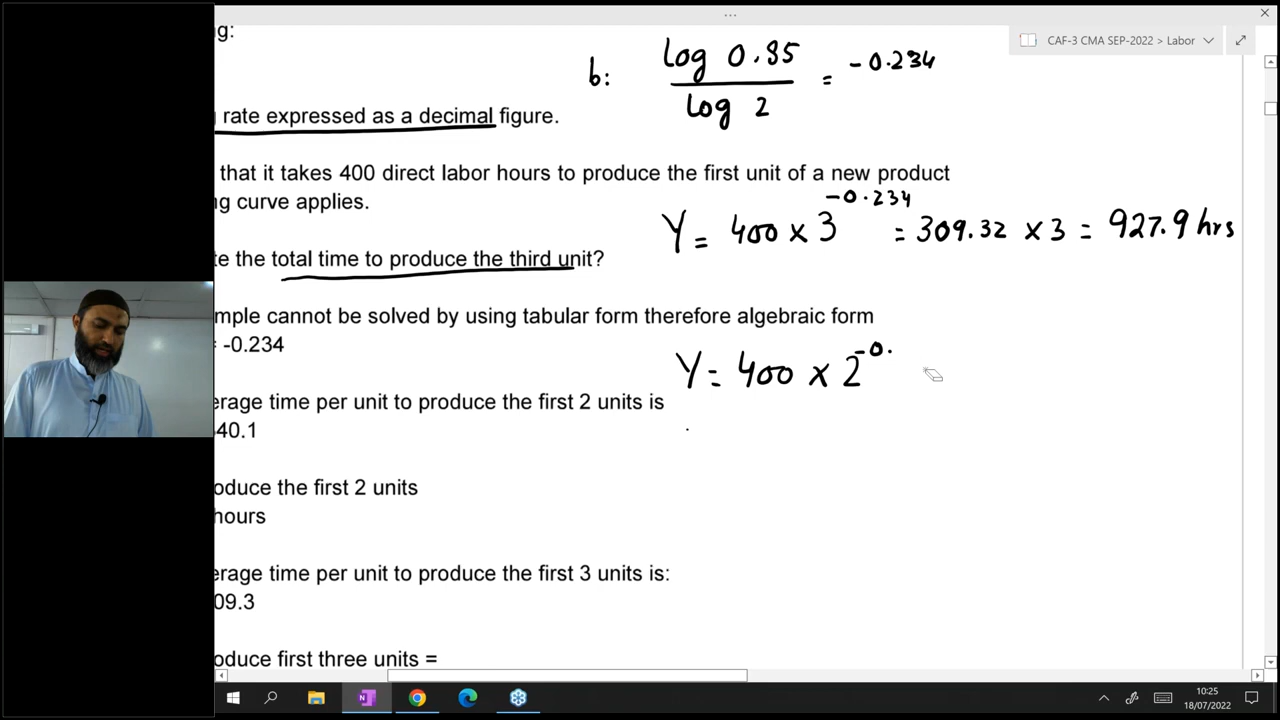 g:
CAF-3 CMA SEP-2022 > Labor
b: log 0.85 / log 2 = -0.234
rate expressed as a decimal figure.
that it takes 400 direct labor hours to produce the first unit of a new product
ng curve applies.
Y = 400 x 3^-0.234 = 309.32 x 3 = 927.9 hrs
te the total time to produce the third unit?
mple cannot be solved by using tabular form therefore algebraic form
= -0.234
Y = 400 x 2^-0.
erage time per unit to produce the first 2 units is
40.1
oduce the first 2 units
hours
erage time per unit to produce the first 3 units is:
09.3
oduce first three units =
10:25
18/07/2022